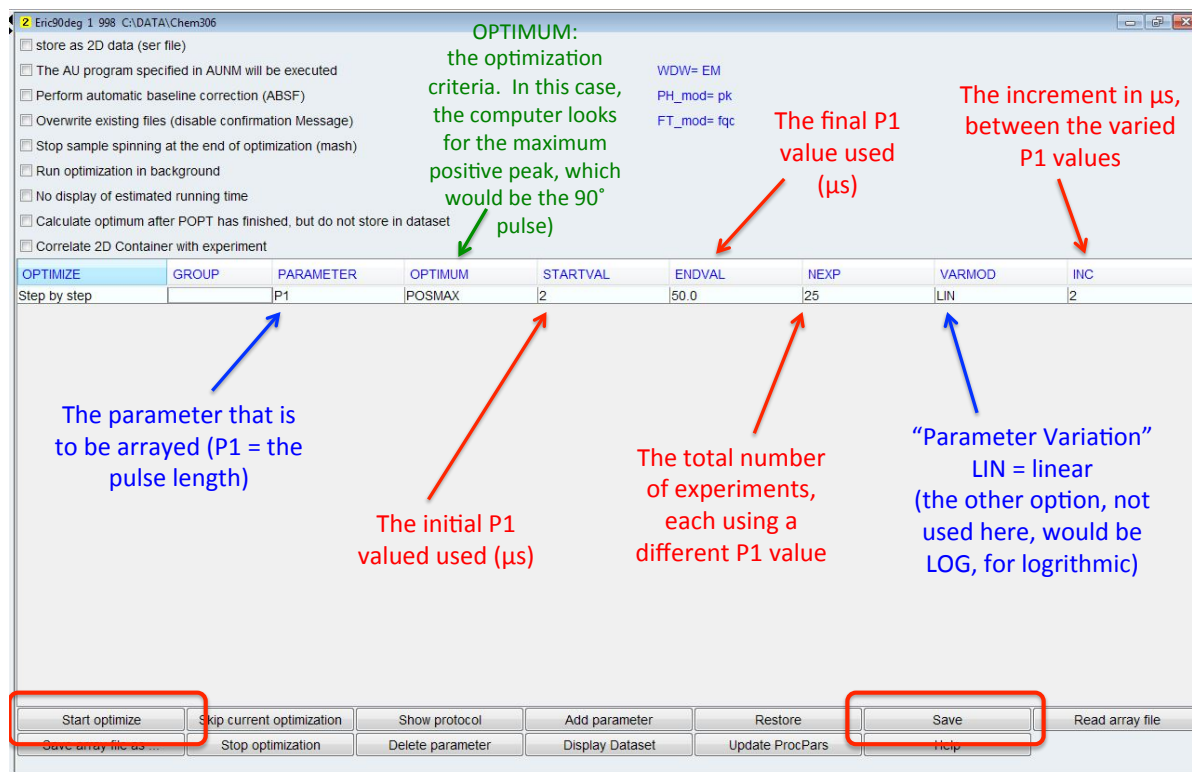 2 Eric90deg 1 998 C:\DATA\Chem306
store as 2D data (ser file)
The AU program specified in AUNM will be executed
Perform automatic baseline correction (ABSF)
Overwrite existing files (disable confirmation Message)
Stop sample spinning at the end of optimization (mash)
Run optimization in background
No display of estimated running time
Calculate optimum after POPT has finished, but do not store in dataset
Correlate 2D Container with experiment
OPTIMUM:
the optimization
criteria. In this case,
the computer looks
for the maximum
positive peak, which
would be the 90˚
pulse)
WDW= EM
PH_mod= pk
FT_mod= fqc
The final P1
value used
(μs)
The increment in μs,
between the varied
P1 values
OPTIMIZE GROUP PARAMETER OPTIMUM STARTVAL ENDVAL NEXP VARMOD INC
Step by step P1 POSMAX 2 50.0 25 LIN 2
The parameter that is
to be arrayed (P1 = the
pulse length)
The initial P1
valued used (μs)
The total number
of experiments,
each using a
different P1 value
“Parameter Variation”
LIN = linear
(the other option, not
used here, would be
LOG, for logrithmic)
Start optimize Skip current optimization Show protocol Add parameter Restore Save Read array file
Save array file as ... Stop optimization Delete parameter Display Dataset Update ProcPars Help